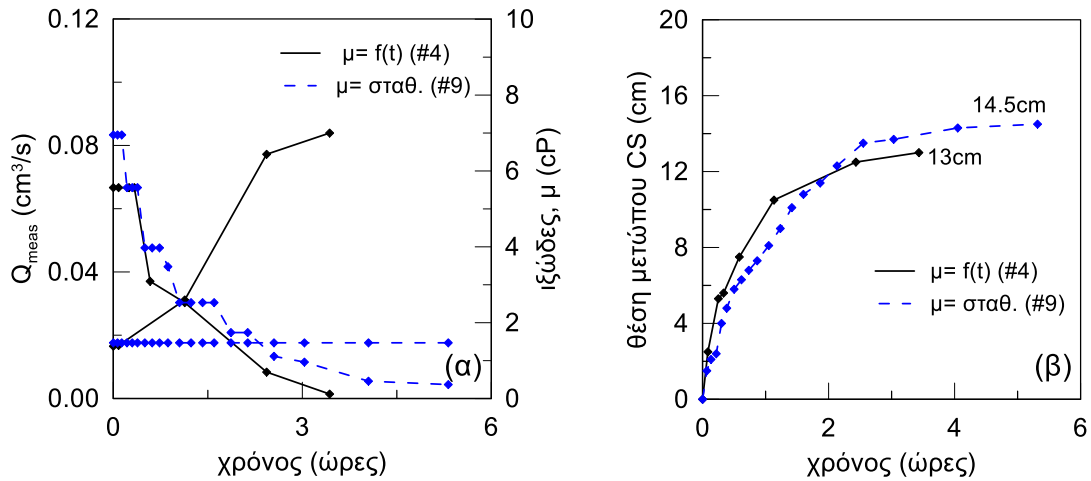 0.12
0.08
0.04
0.00
Q meas (cm³/s)
μ= f(t) (#4)
μ= σταθ. (#9)
10
8
6
4
2
0
ιξώδες, μ (cP)
(α)
0
3
6
χρόνος (ώρες)
20
16
12
8
4
0
θέση μετώπου CS (cm)
14.5cm
13cm
μ= f(t) (#4)
μ= σταθ. (#9)
(β)
0
2
4
6
χρόνος (ώρες)